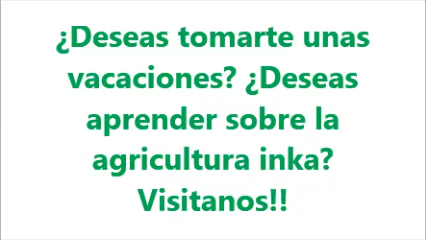 ¿Deseas tomarte unas
vacaciones? ¿Deseas
aprender sobre la
agricultura inka?
Visitanos!!